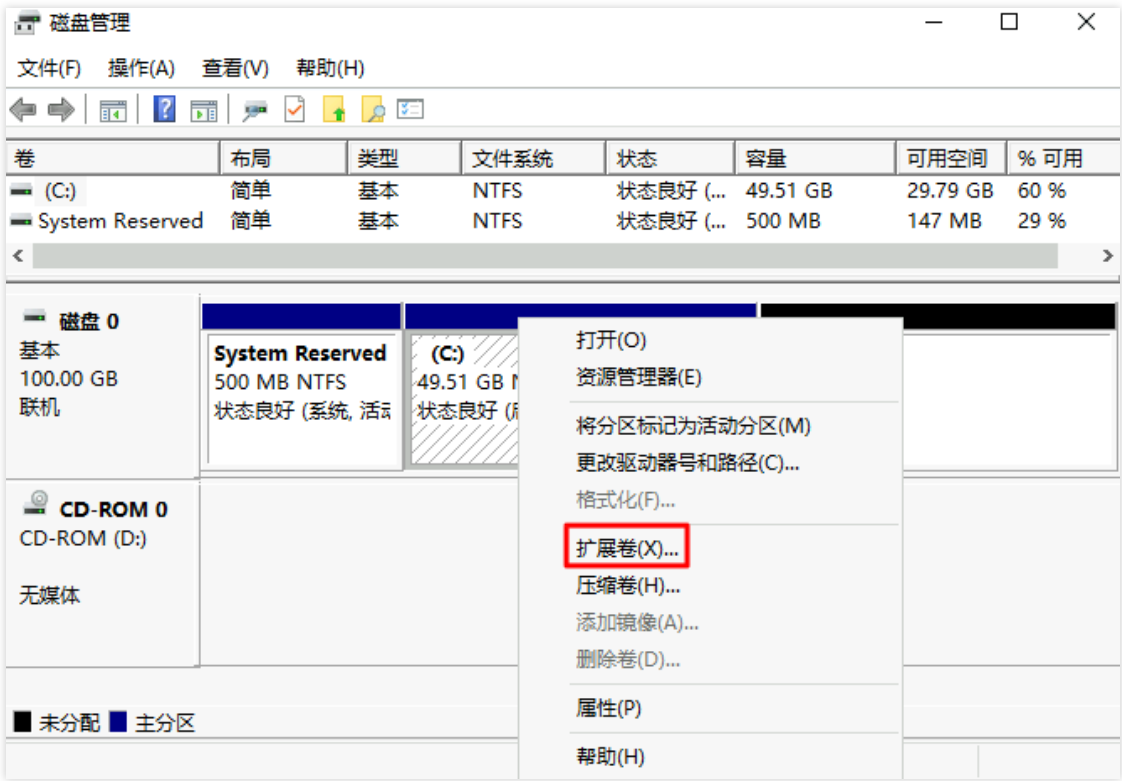 磁盘管理
文件(F) 操作(A) 查看(V) 帮助(H)
卷 布局 类型 文件系统 状态 容量 可用空间 % 可用
(C:) 简单 基本 NTFS 状态良好 (... 49.51 GB 29.79 GB 60 %
System Reserved 简单 基本 NTFS 状态良好 (... 500 MB 147 MB 29 %
磁盘 0
基本
100.00 GB
联机
System Reserved
500 MB NTFS
状态良好 (系统, 活动
(C:)
49.51 GB
状态良好 (
CD-ROM 0
CD-ROM (D:)
无媒体
打开(O)
资源管理器(E)
将分区标记为活动分区(M)
更改驱动器号和路径(C)...
格式化(F)...
扩展卷(X)...
压缩卷(H)...
添加镜像(A)...
删除卷(D)...
属性(P)
帮助(H)
未分配 主分区